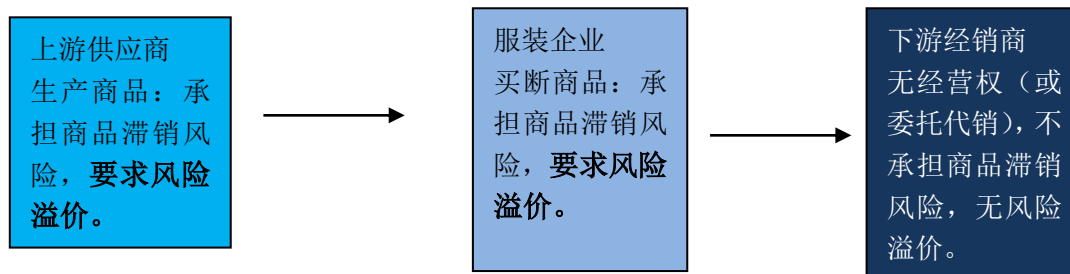 上游供应商
生产商品：承
担商品滞销风
险，要求风险
溢价。
服装企业
买断商品：承
担商品滞销风
险，要求风险
溢价。
下游经销商
无经营权（或
委托代销），不
承担商品滞销
风险，无风险
溢价。